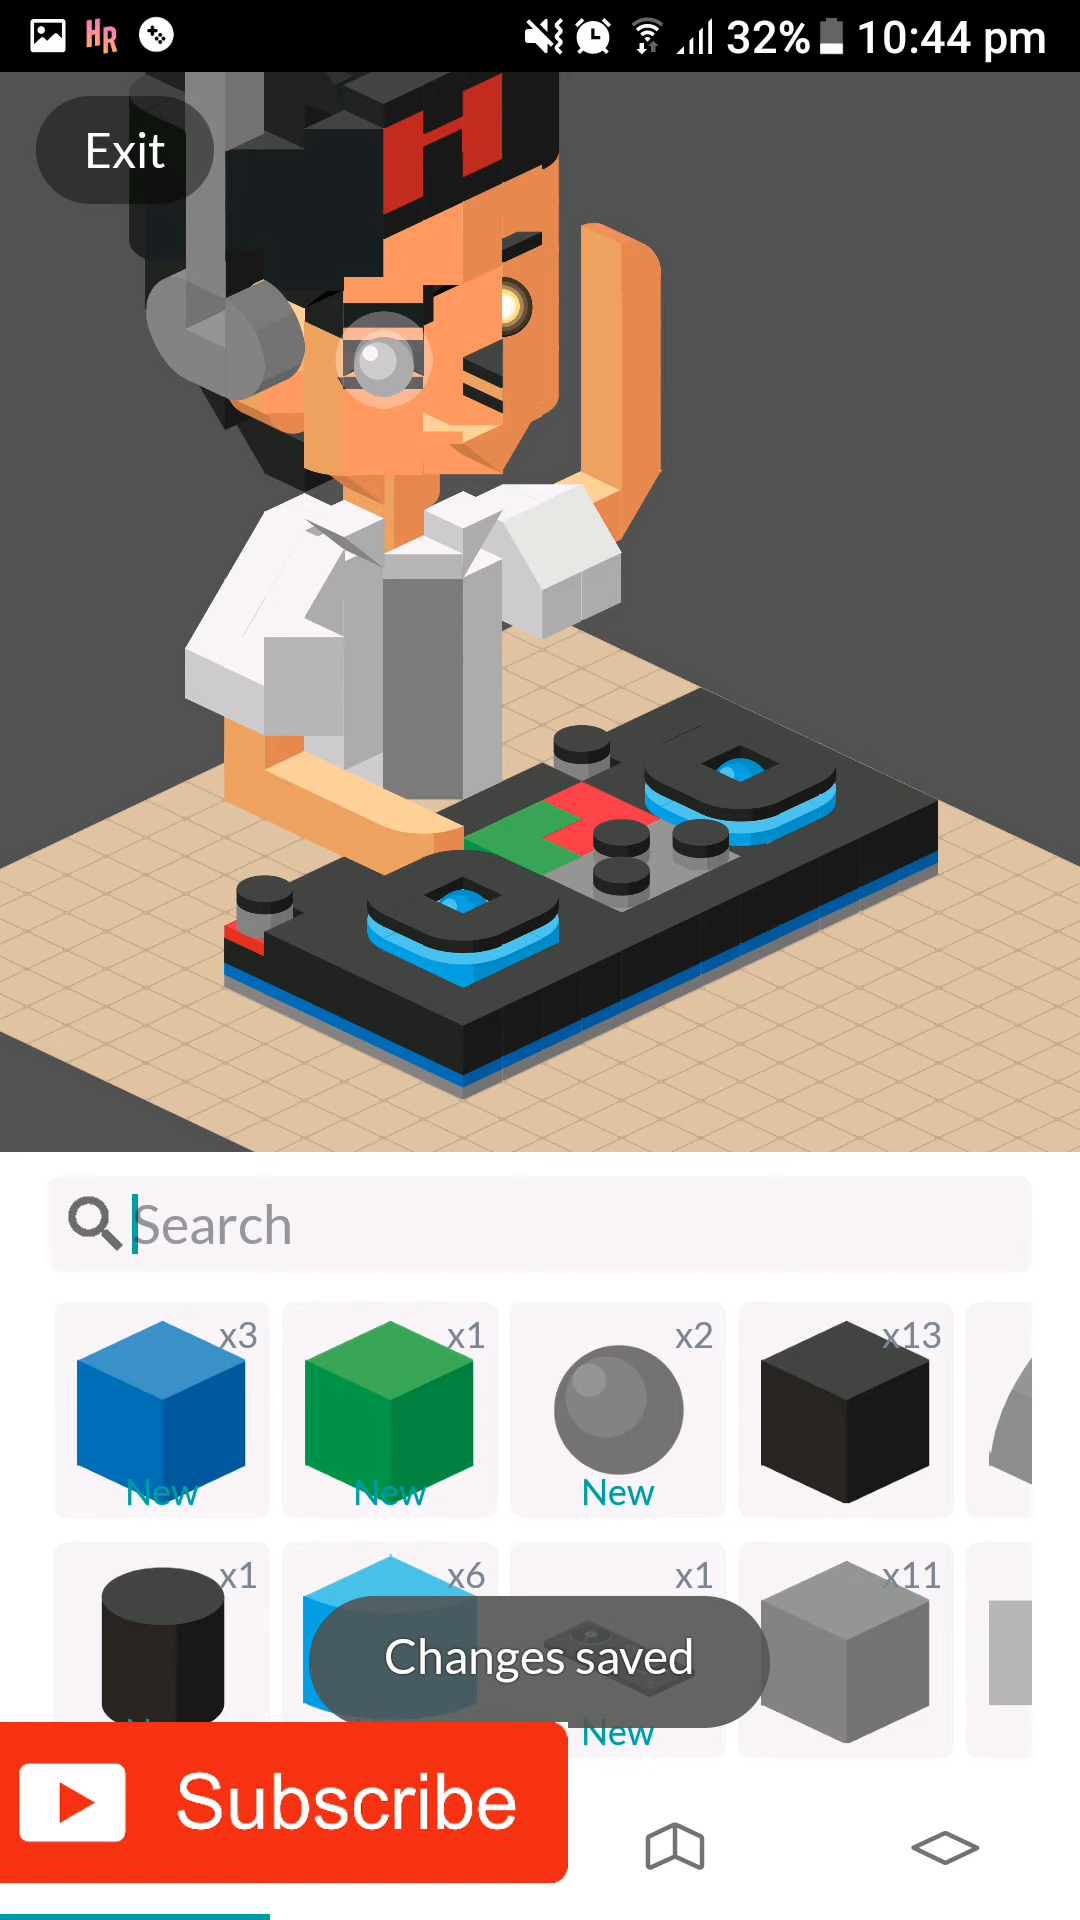 HR 32% 10:44 pm
Exit
H
Search
x3 x1 x2 x13
New New New
x1 x6 x1 x11
Changes saved
New
Subscribe